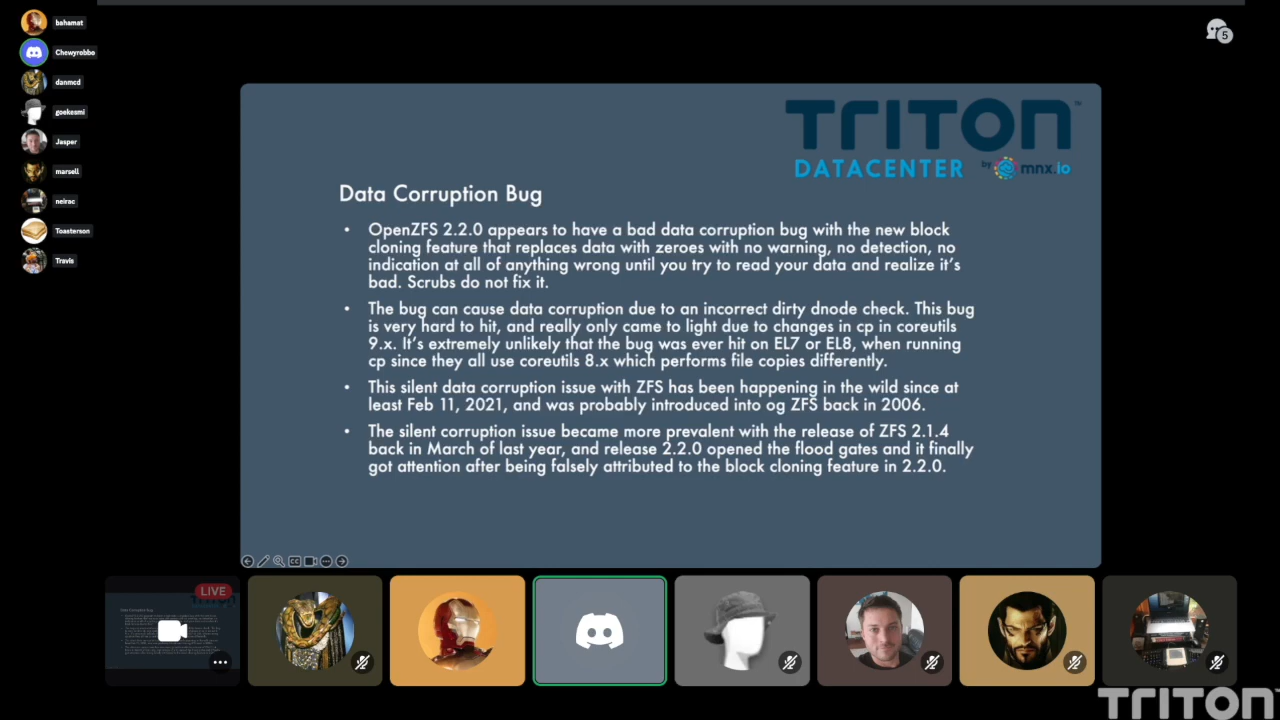 bahamat
Chewyrobbo
danmcd
goekesmi
Jasper
marsell
neirac
Toasterson
Travis
5
TRITON™
DATACENTER by mnx.io
Data Corruption Bug
• OpenZFS 2.2.0 appears to have a bad data corruption bug with the new block
cloning feature that replaces data with zeroes with no warning, no detection, no
indication at all of anything wrong until you try to read your data and realize it's
bad. Scrubs do not fix it.
• The bug can cause data corruption due to an incorrect dirty dnode check. This bug
is very hard to hit, and really only came to light due to changes in cp in coreutils
9.x. It's extremely unlikely that the bug was ever hit on EL7 or EL8, when running
cp since they all use coreutils 8.x which performs file copies differently.
• This silent data corruption issue with ZFS has been happening in the wild since at
least Feb 11, 2021, and was probably introduced into og ZFS back in 2006.
• The silent corruption issue became more prevalent with the release of ZFS 2.1.4
back in March of last year, and release 2.2.0 opened the flood gates and it finally
got attention after being falsely attributed to the block cloning feature in 2.2.0.
CC
LIVE
TRITON